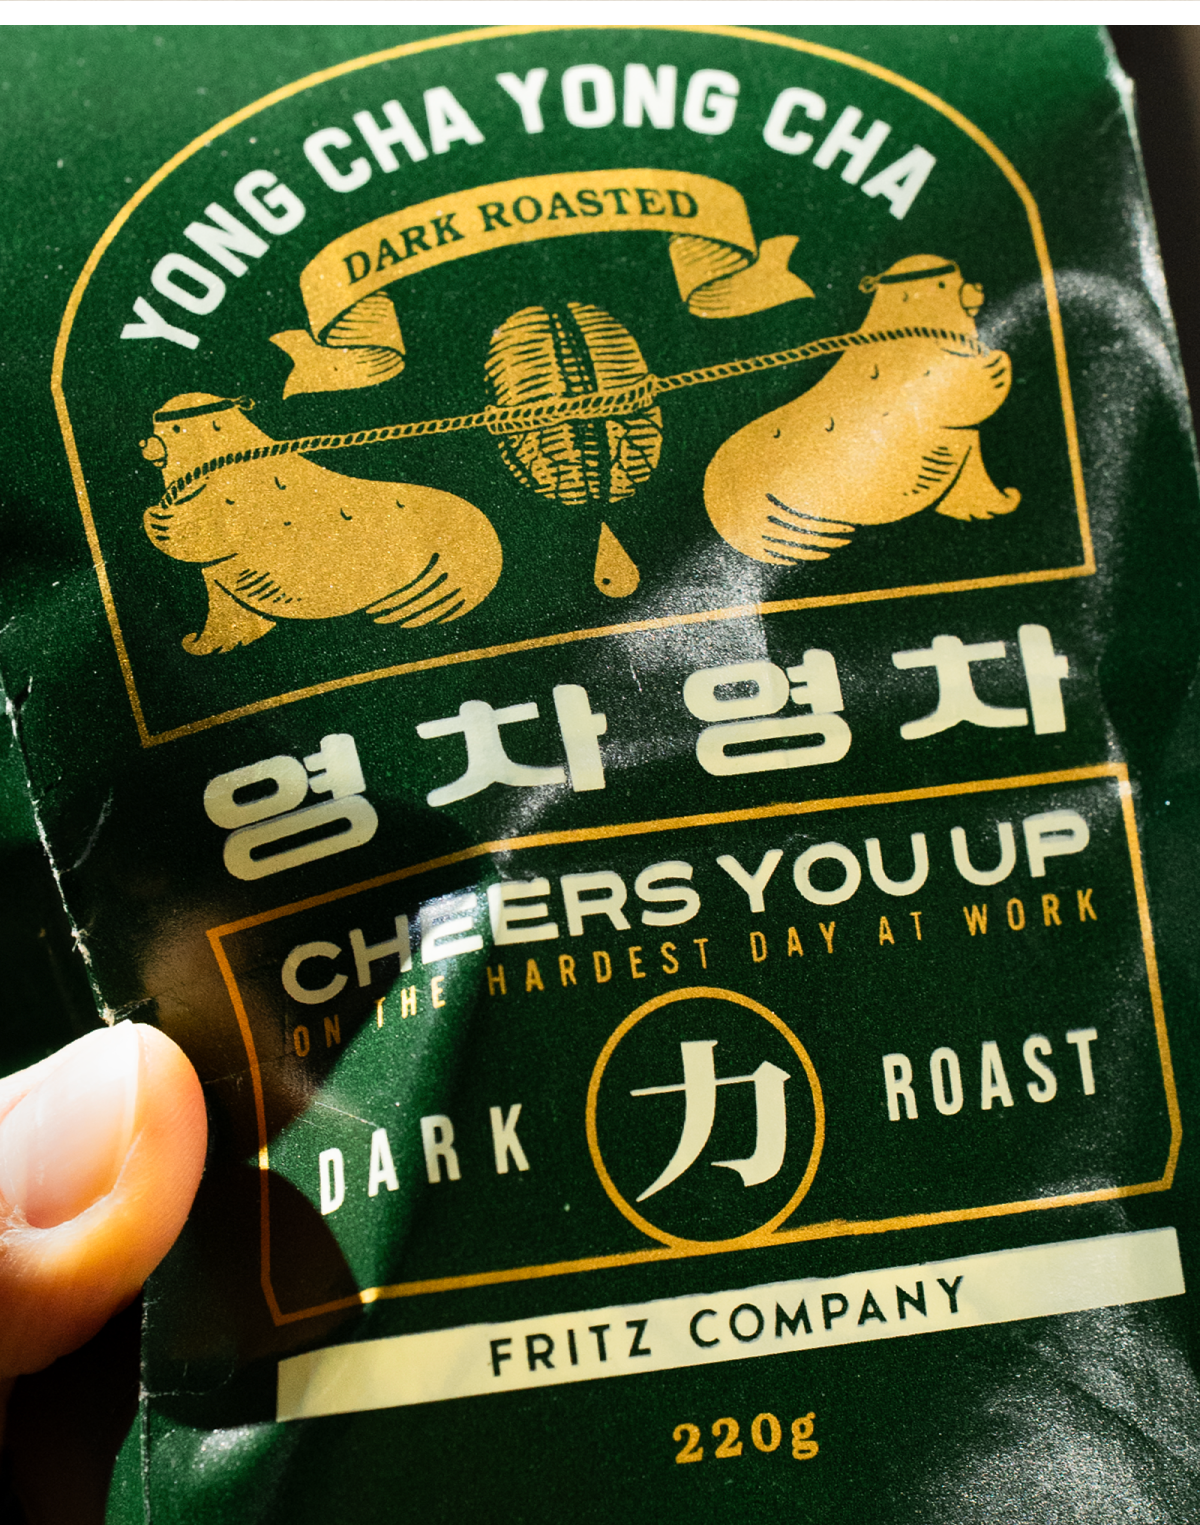 YONG CHA YONG CHA
DARK ROASTED
영차 영차
CHEERS YOU UP
ON THE HARDEST DAY AT WORK
DARK 力 ROAST
FRITZ COMPANY
220g